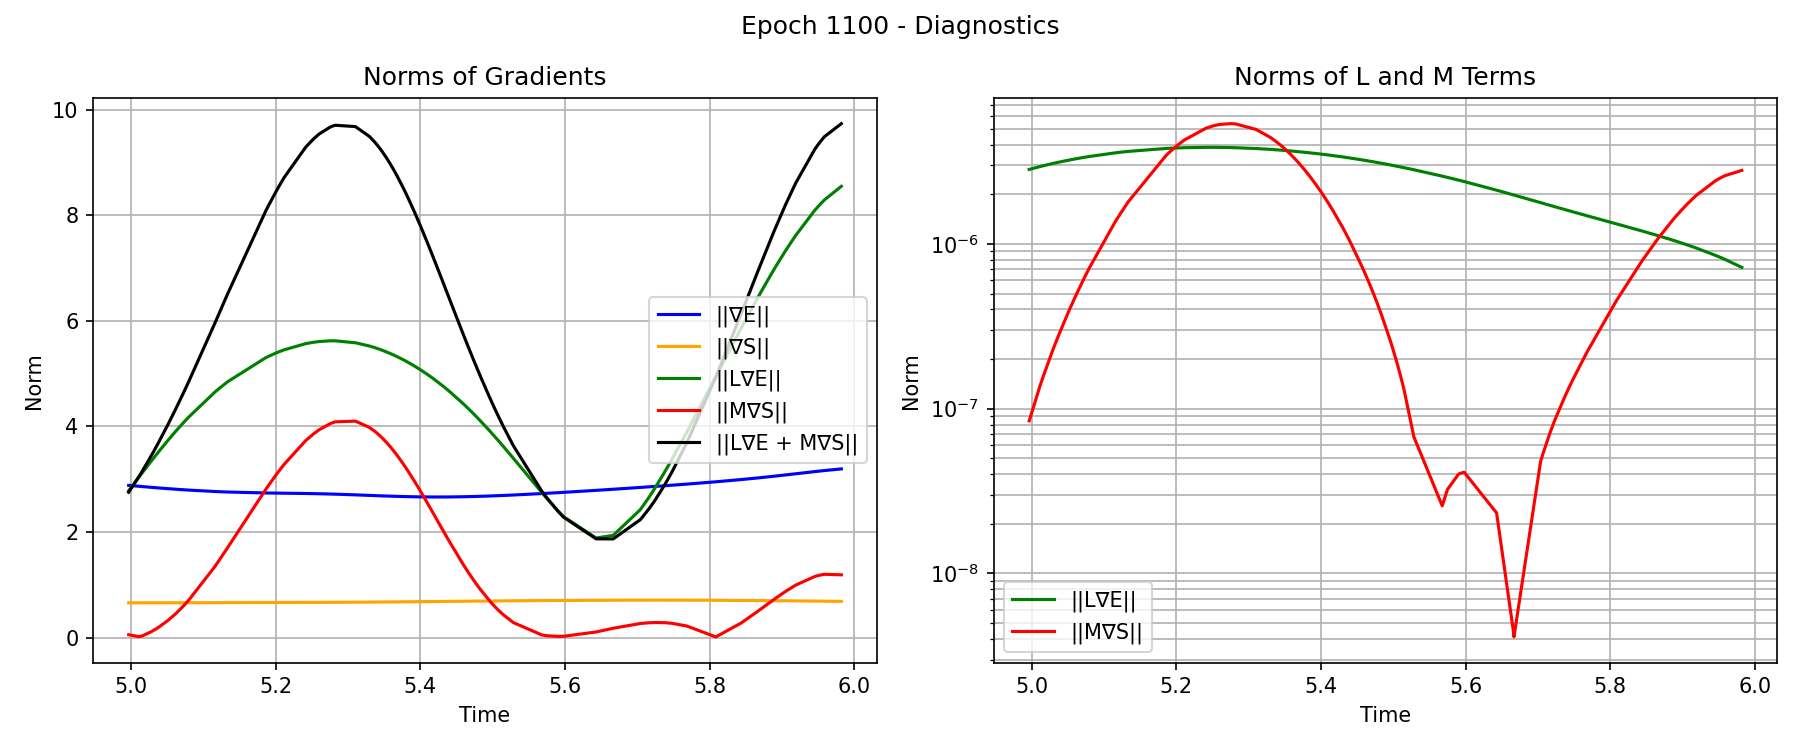 Epoch 1100 - Diagnostics
Norms of Gradients
Norm
10
8
6
4
2
0
||∇E||
||∇S||
||L∇E||
||M∇S||
||L∇E + M∇S||
5.0 5.2 5.4 5.6 5.8 6.0
Time
Norms of L and M Terms
Norm
10⁻⁶
10⁻⁷
10⁻⁸
||L∇E||
||M∇S||
5.0 5.2 5.4 5.6 5.8 6.0
Time